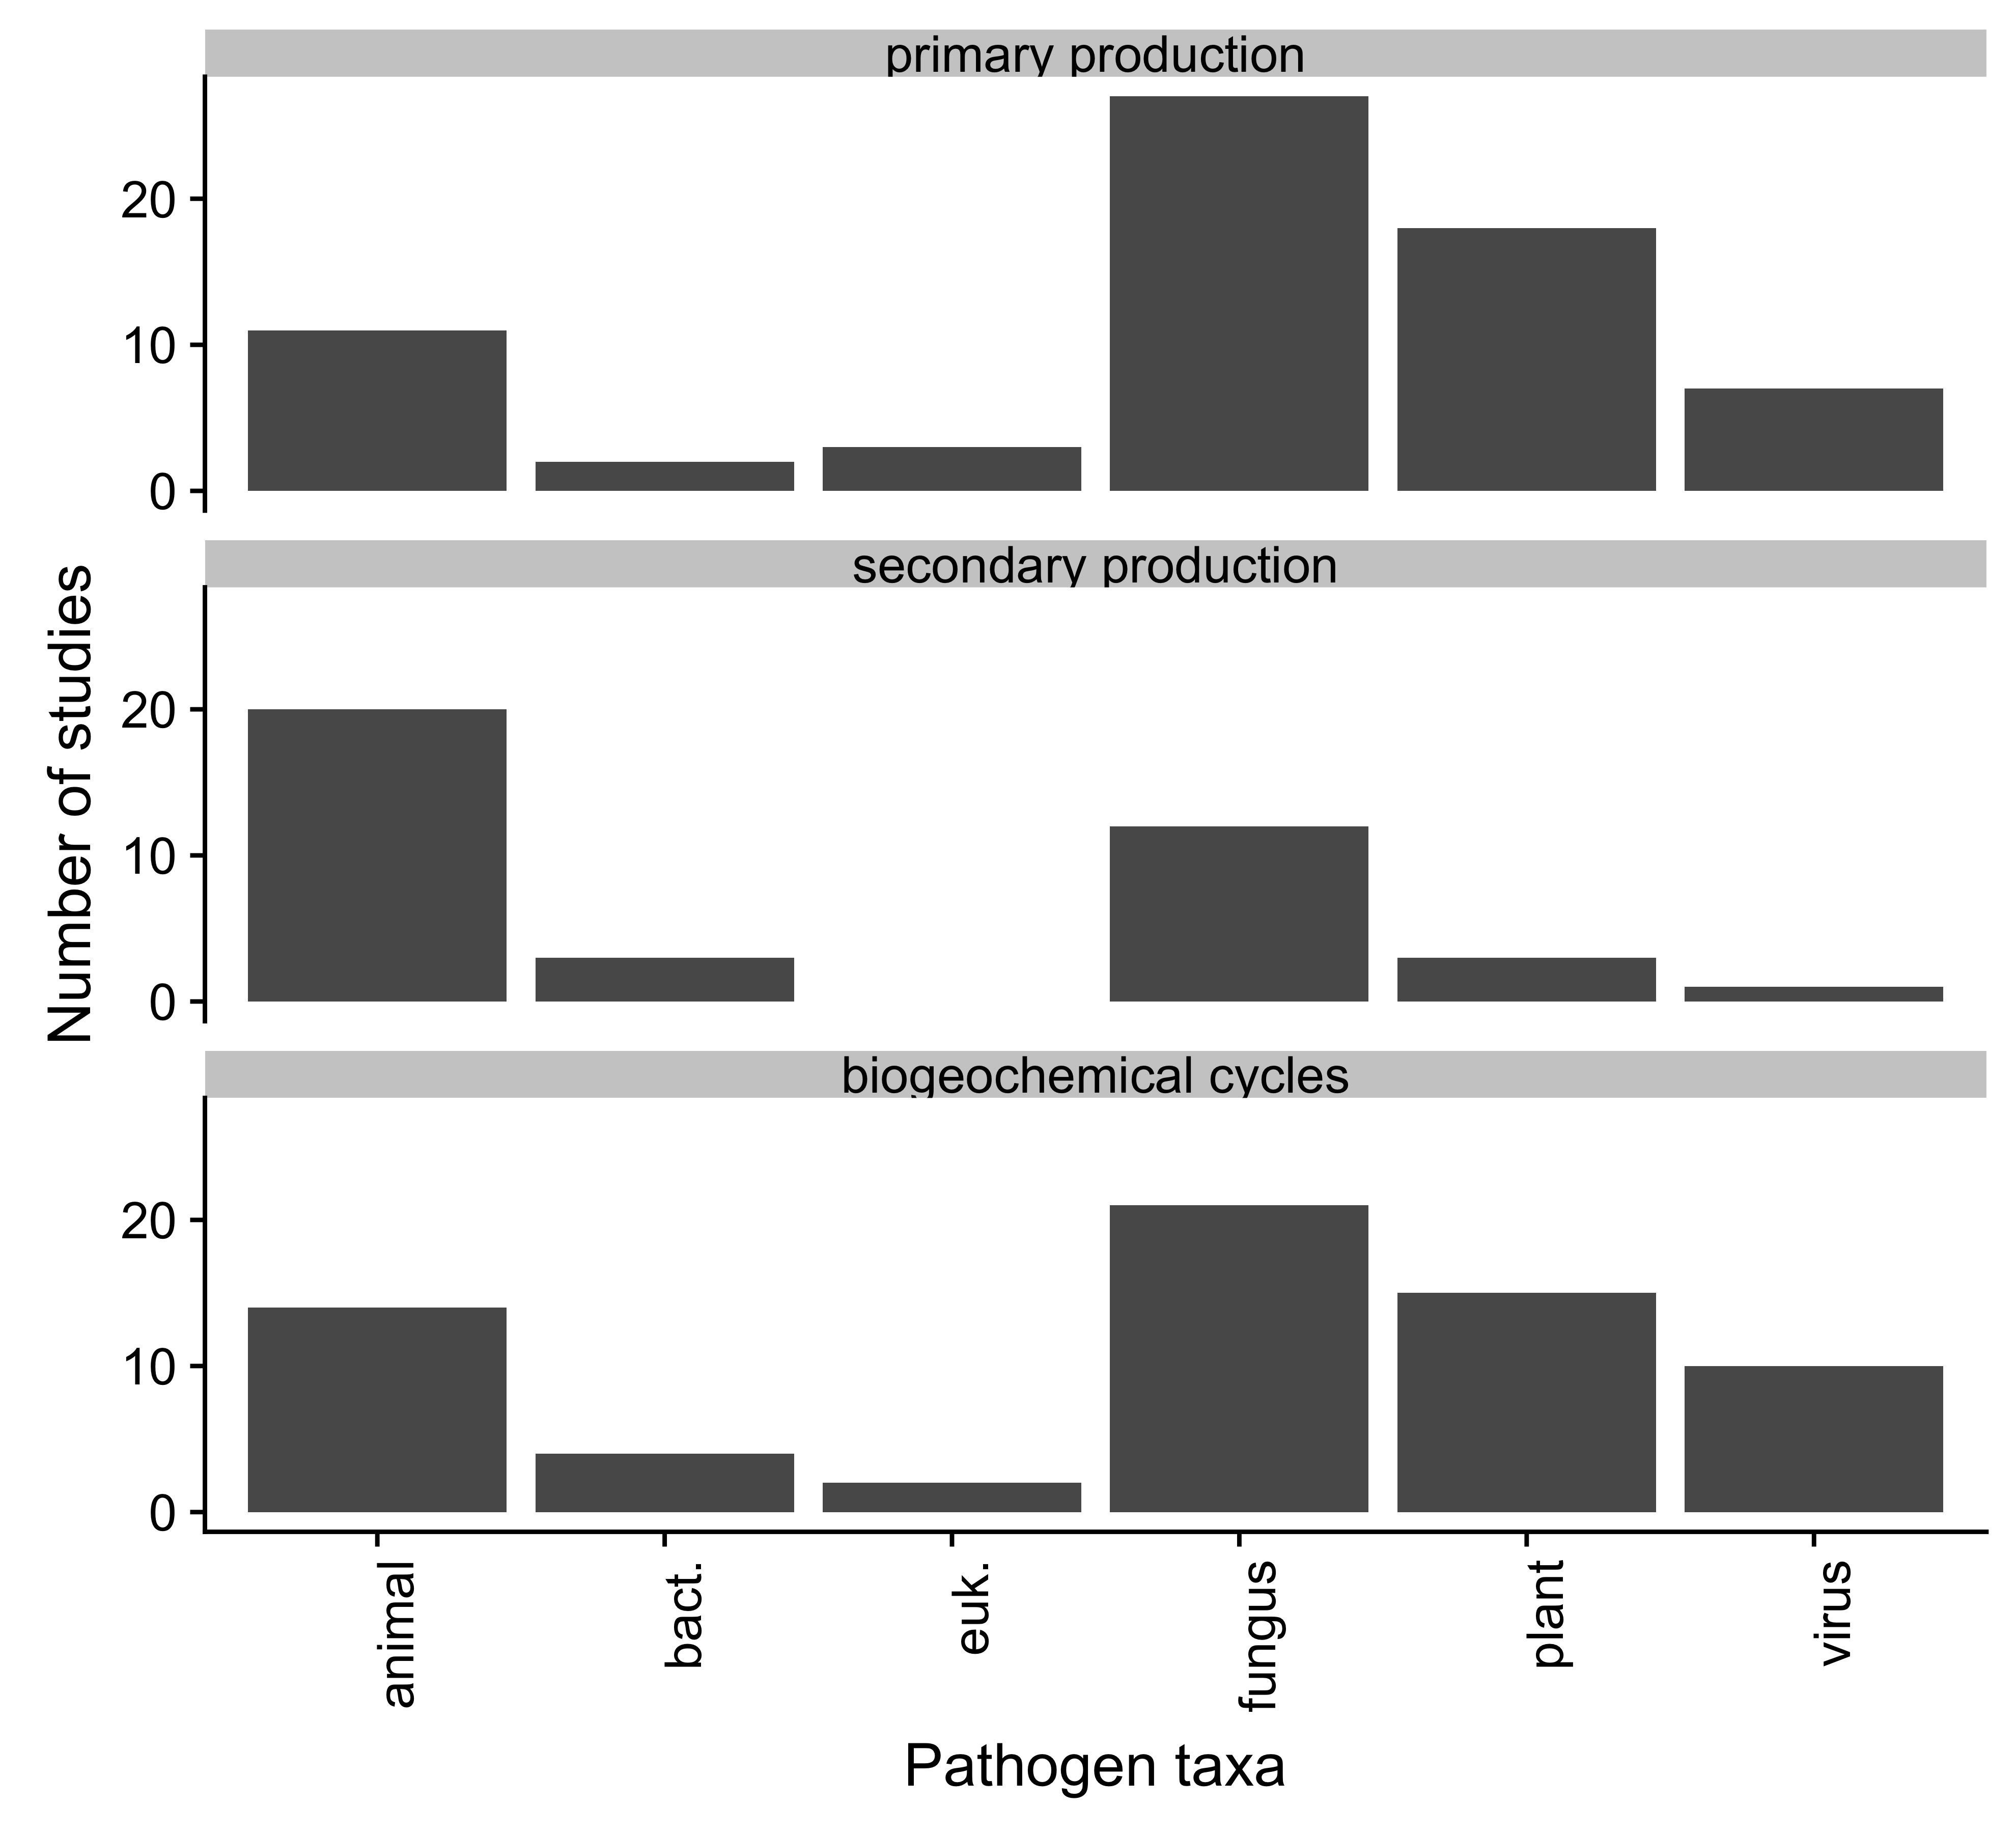 primary production
20
10
0
secondary production
20
10
0
biogeochemical cycles
20
10
0
Number of studies
animal
bact.
euk.
fungus
plant
virus
Pathogen taxa